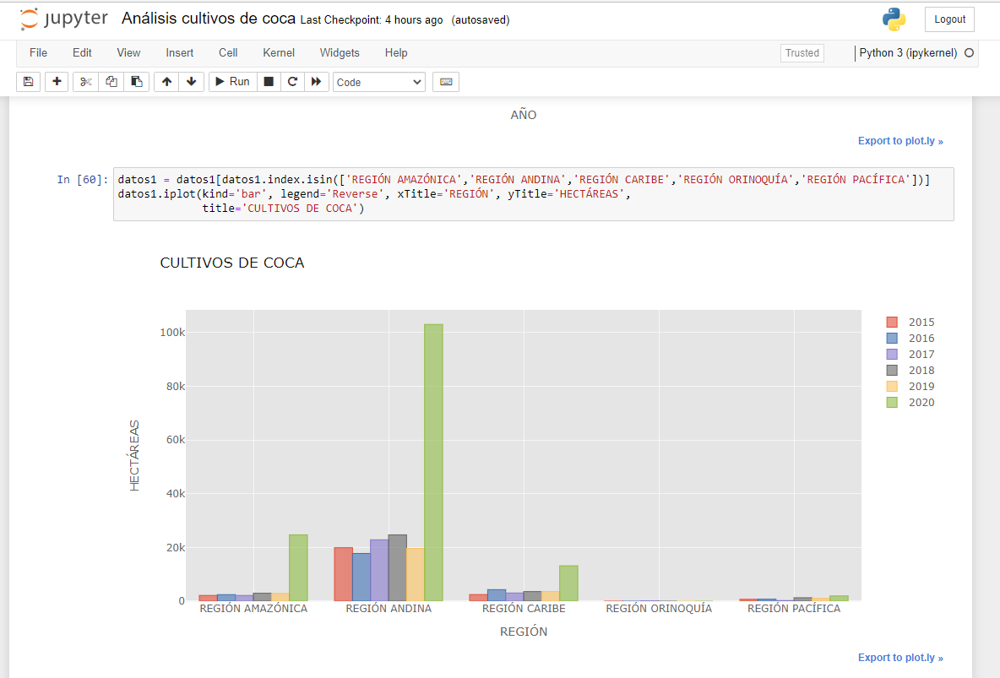 jupyter Análisis cultivos de coca Last Checkpoint: 4 hours ago (autosaved) Logout
File Edit View Insert Cell Kernel Widgets Help Trusted Python 3 (ipykernel)
Run Code
AÑO
Export to plot.ly »
In [60]: datos1 = datos1[datos1.index.isin(['REGIÓN AMAZÓNICA','REGIÓN ANDINA','REGIÓN CARIBE','REGIÓN ORINOQUÍA','REGIÓN PACÍFICA'])]
datos1.iplot(kind='bar', legend='Reverse', xTitle='REGIÓN', yTitle='HECTÁREAS',
title='CULTIVOS DE COCA')
CULTIVOS DE COCA
100k
80k
60k
40k
20k
0
HECTÁREAS
2015
2016
2017
2018
2019
2020
REGIÓN AMAZÓNICA REGIÓN ANDINA REGIÓN CARIBE REGIÓN ORINOQUÍA REGIÓN PACÍFICA
REGIÓN
Export to plot.ly »